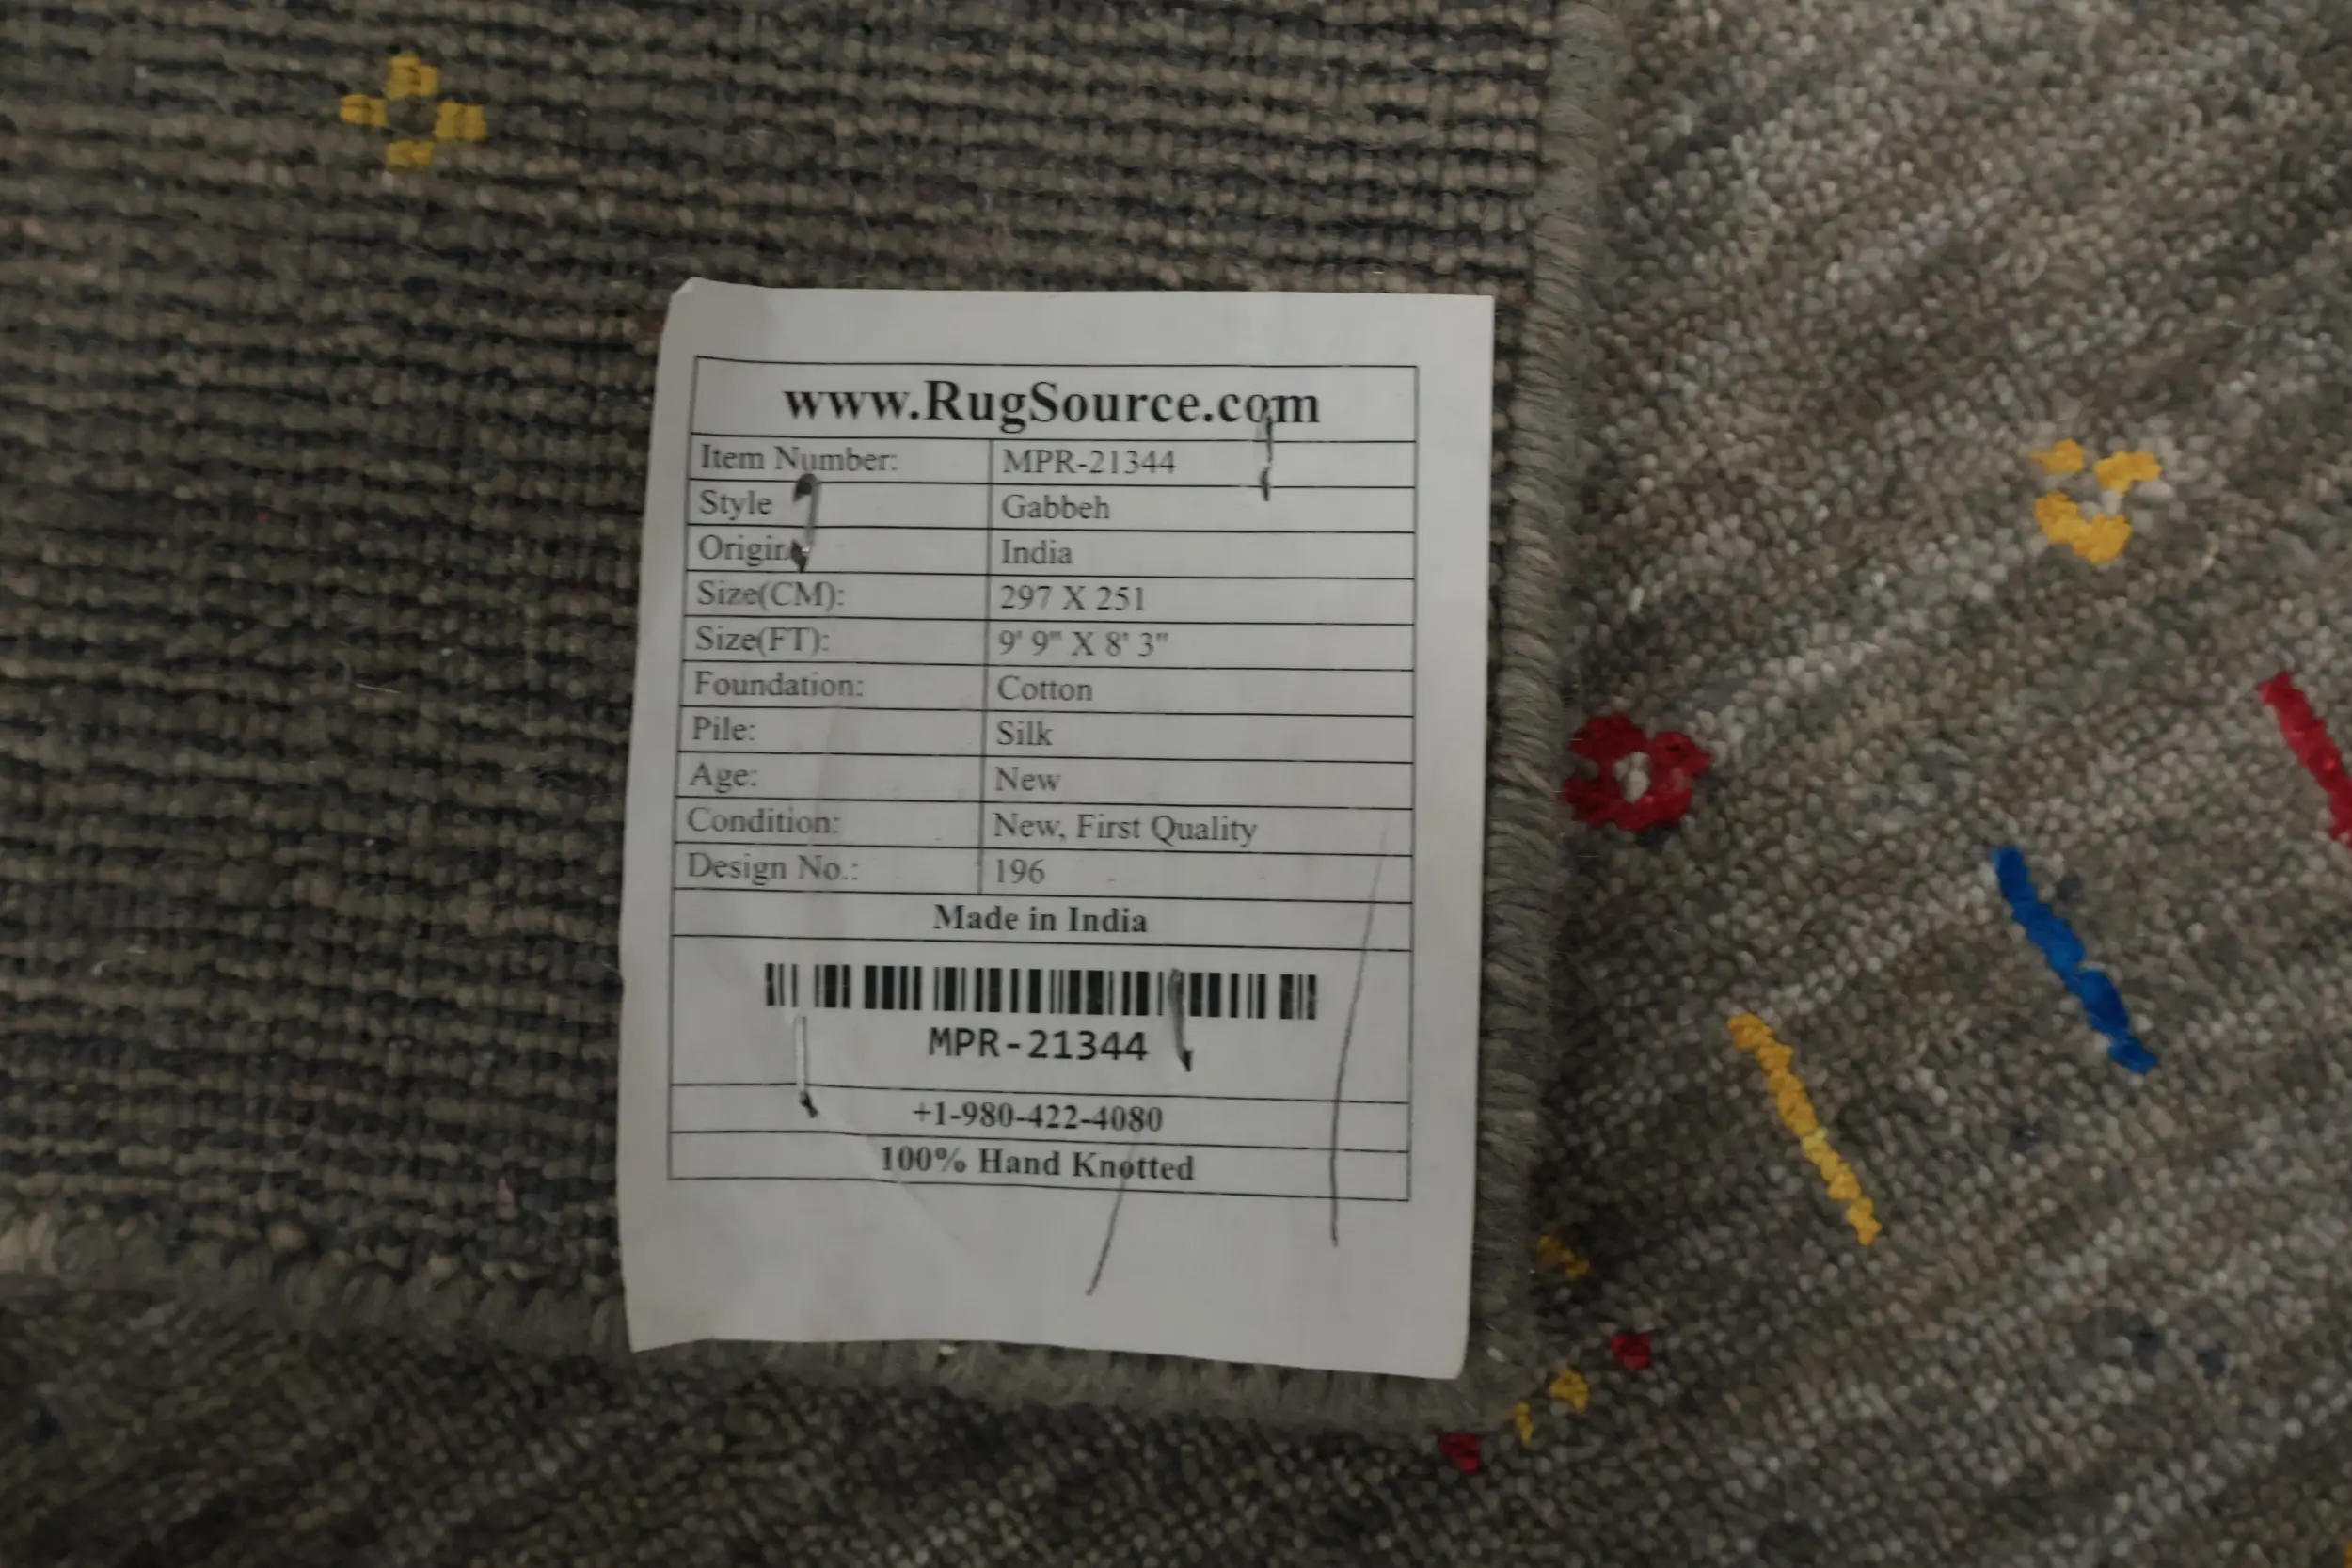 www.RugSource.com
Item Number: MPR-21344
Style Gabbeh
Origin India
Size(CM): 297 X 251
Size(FT): 9' 9" X 8' 3"
Foundation: Cotton
Pile: Silk
Age: New
Condition: New, First Quality
Design No.: 196
Made in India
MPR-21344
+1-980-422-4080
100% Hand Knotted